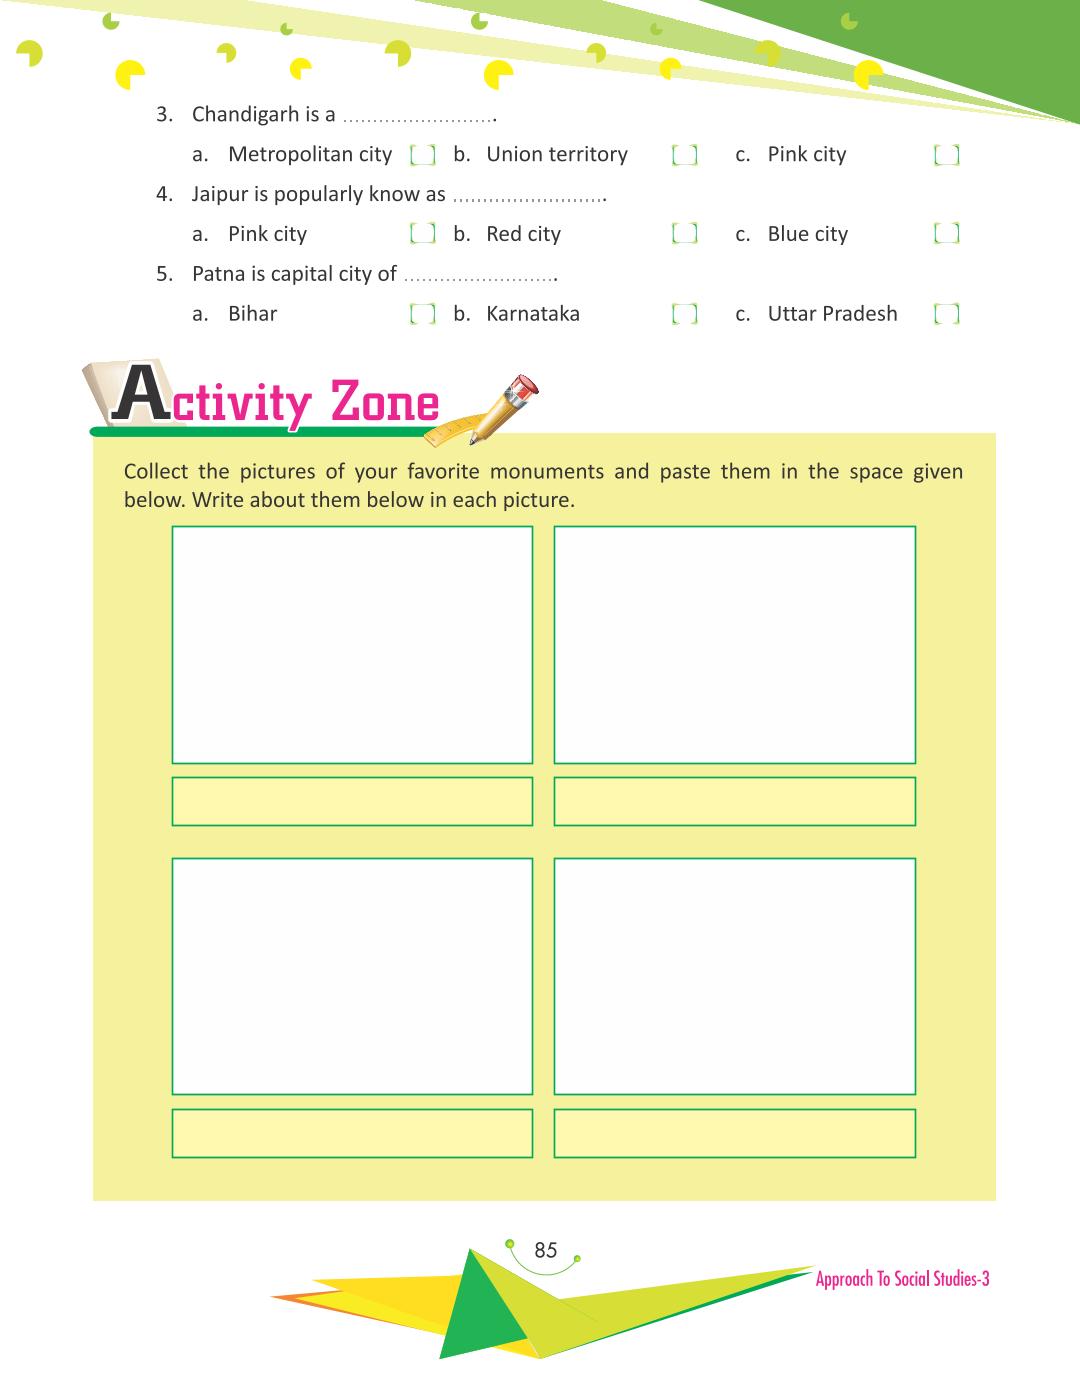 3. Chandigarh is a ..........................
a. Metropolitan city b. Union territory c. Pink city
4. Jaipur is popularly know as ..........................
a. Pink city b. Red city c. Blue city
5. Patna is capital city of ..........................
a. Bihar b. Karnataka c. Uttar Pradesh
Activity Zone
Collect the pictures of your favorite monuments and paste them in the space given
below. Write about them below in each picture.
85
Approach To Social Studies-3